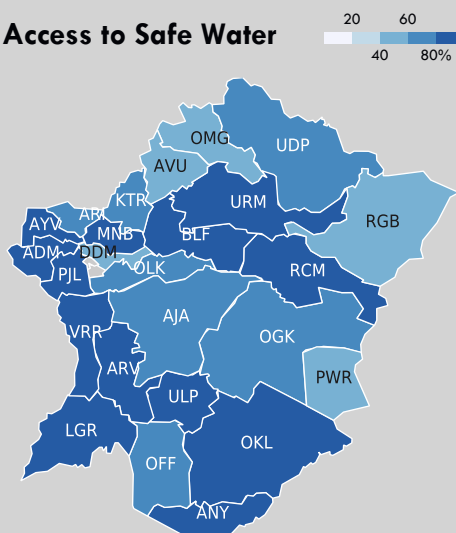 Access to Safe Water
20 60
40 80%
OMG
UDP
AVU
KTR
URM
ARI
AYV
RGB
MNB
BLF
ADM
DDM
OLK
PJL
RCM
AJA
VRR
OGK
ARV
PWR
ULP
LGR
OKL
OFF
ANY